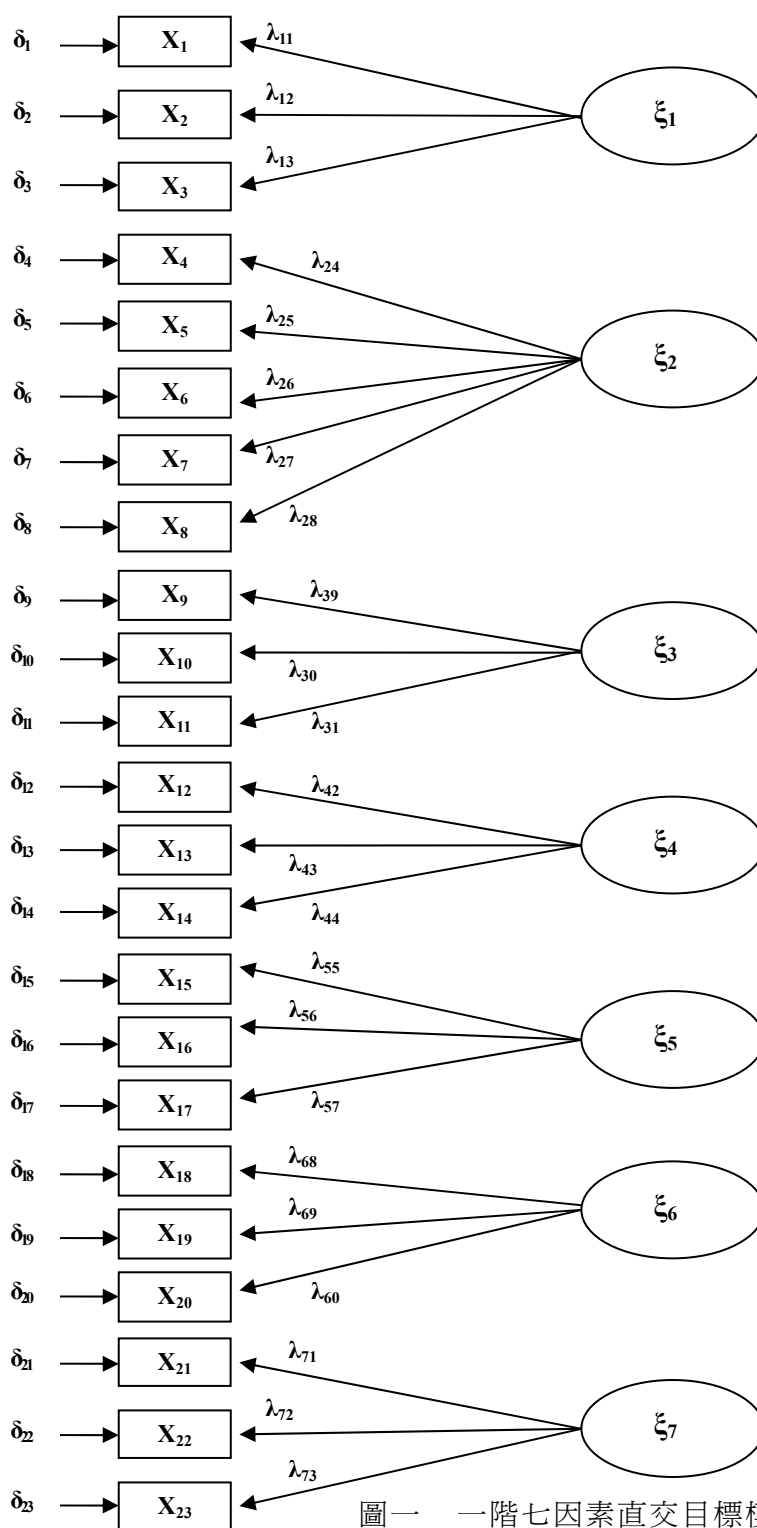 δ₁ X₁ λ₁₁
ξ₁
δ₂ X₂ λ₁₂
δ₃ X₃ λ₁₃
δ₄ X₄ λ₂₄
δ₅ X₅ λ₂₅
ξ₂
δ₆ X₆ λ₂₆
δ₇ X₇ λ₂₇
δ₈ X₈ λ₂₈
δ₉ X₉ λ₃₉
δ₁₀ X₁₀ λ₃₀ ξ₃
δ₁₁ X₁₁ λ₃₁
δ₁₂ X₁₂ λ₄₂
δ₁₃ X₁₃ λ₄₃ ξ₄
δ₁₄ X₁₄ λ₄₄
δ₁₅ X₁₅ λ₅₅
δ₁₆ X₁₆ λ₅₆ ξ₅
δ₁₇ X₁₇ λ₅₇
δ₁₈ X₁₈ λ₆₈
δ₁₉ X₁₉ λ₆₉ ξ₆
δ₂₀ X₂₀ λ₆₀
δ₂₁ X₂₁ λ₇₁
δ₂₂ X₂₂ λ₇₂ ξ₇
δ₂₃ X₂₃ λ₇₃
圖一 一階七因素直交目標